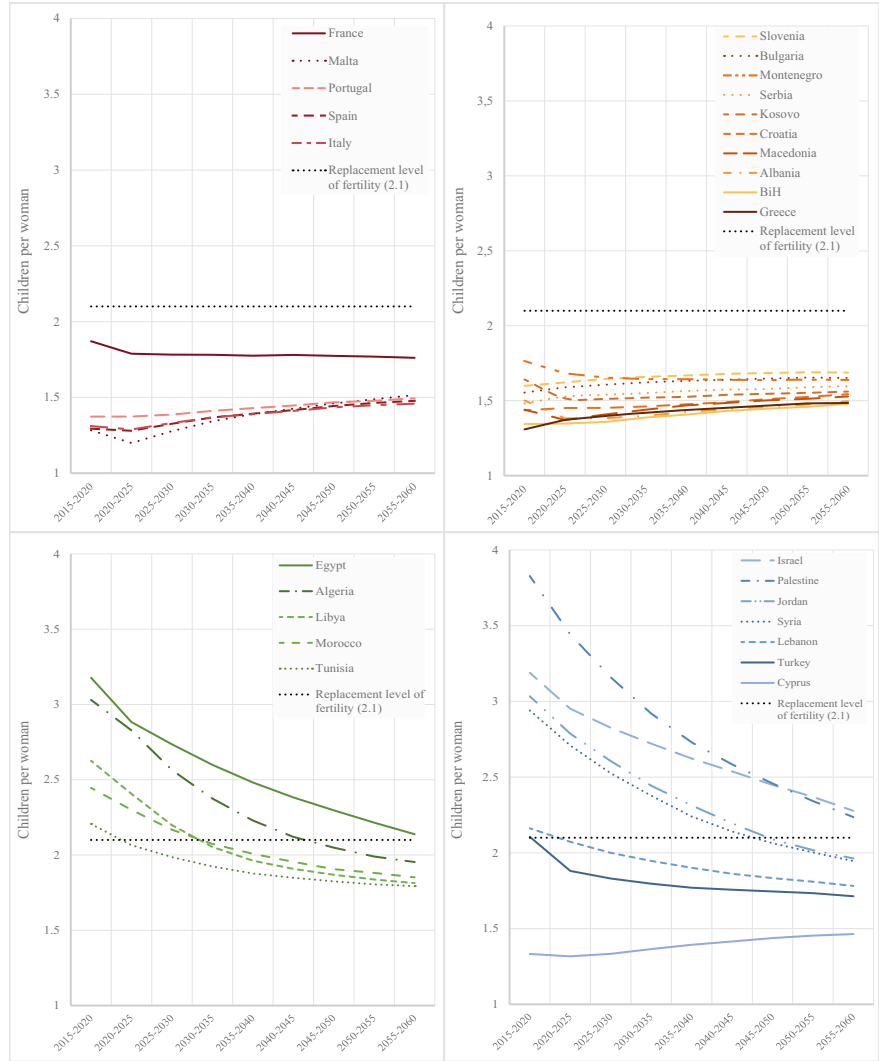 4
3.5
3
2.5
2
1.5
1
Children per woman
France
Malta
Portugal
Spain
Italy
Replacement level
of fertility (2.1)
2015-2020
2020-2025
2025-2030
2030-2035
2035-2040
2040-2045
2045-2050
2050-2055
2055-2060
4
3,5
3
2,5
2
1.5
1
Children per woman
Slovenia
Bulgaria
Montenegro
Serbia
Kosovo
Croatia
Macedonia
Albania
BiH
Greece
Replacement level
of fertility (2.1)
2015-2020
2020-2025
2025-2030
2030-2035
2035-2040
2040-2045
2045-2050
2050-2055
2055-2060
4
3.5
3
2.5
2
1.5
1
Children per woman
Egypt
Algeria
Libya
Morocco
Tunisia
Replacement level of
fertility (2.1)
2015-2020
2020-2025
2025-2030
2030-2035
2035-2040
2040-2045
2045-2050
2050-2055
2055-2060
4
3.5
3
2.5
2
1.5
1
Children per woman
Israel
Palestine
Jordan
Syria
Lebanon
Turkey
Cyprus
Replacement level
of fertility (2.1)
2015-2020
2020-2025
2025-2030
2030-2035
2035-2040
2040-2045
2045-2050
2050-2055
2055-2060